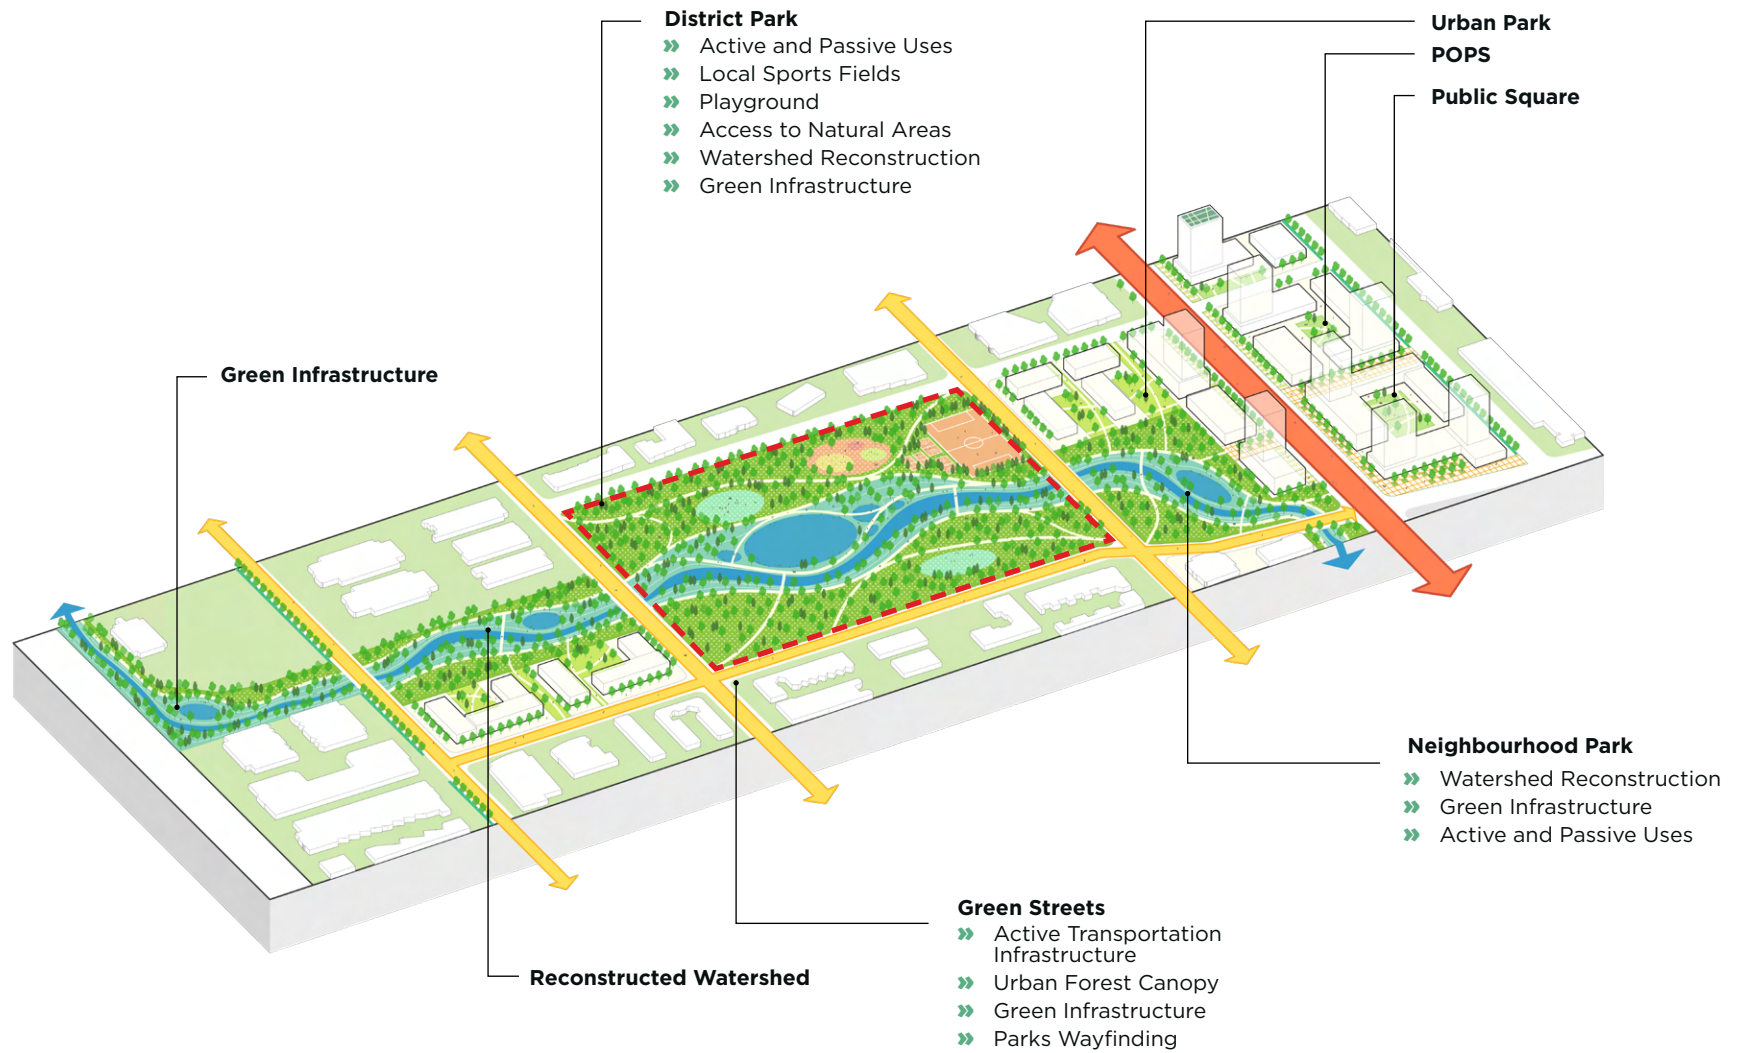 District Park
Active and Passive Uses
Local Sports Fields
Playground
Access to Natural Areas
Watershed Reconstruction
Green Infrastructure
Urban Park
POPS
Public Square
Green Infrastructure
Neighbourhood Park
Watershed Reconstruction
Green Infrastructure
Active and Passive Uses
Green Streets
Active Transportation
Infrastructure
Urban Forest Canopy
Green Infrastructure
Parks Wayfinding
Reconstructed Watershed